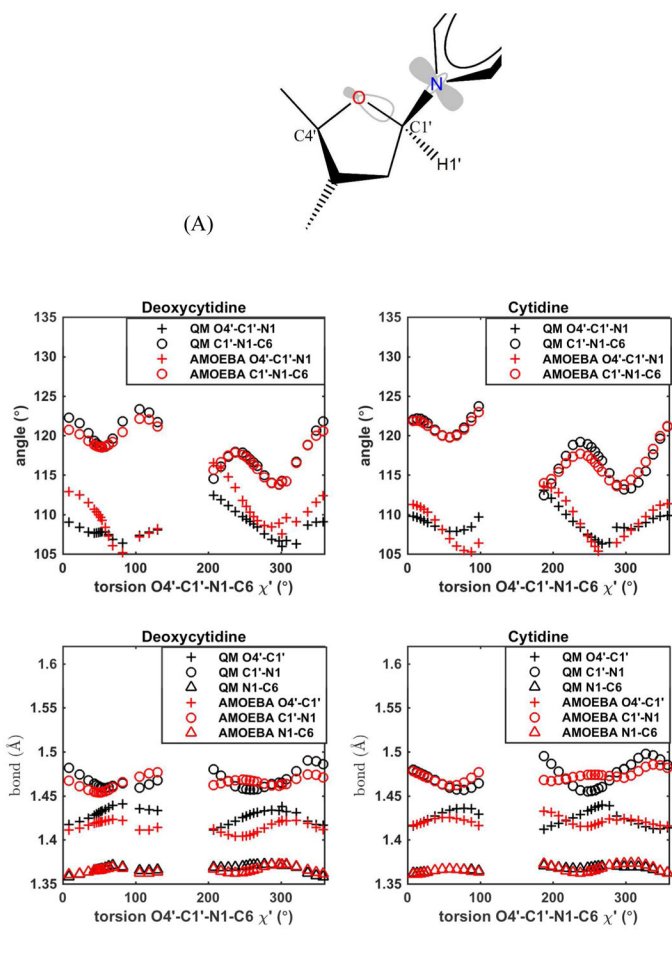 N
O
C1'
C4'
H1'
(A)
Deoxycytidine
135
130
125
120
115
110
105
angle (°)
QM O4'-C1'-N1
QM C1'-N1-C6
AMOEBA O4'-C1'-N1
AMOEBA C1'-N1-C6
0 100 200 300
torsion O4'-C1'-N1-C6 χ' (°)
Cytidine
135
130
125
120
115
110
105
angle (°)
QM O4'-C1'-N1
QM C1'-N1-C6
AMOEBA O4'-C1'-N1
AMOEBA C1'-N1-C6
0 100 200 300
torsion O4'-C1'-N1-C6 χ' (°)
Deoxycytidine
1.6
1.55
1.5
1.45
1.4
1.35
bond (Å)
QM O4'-C1'
QM C1'-N1
QM N1-C6
AMOEBA O4'-C1'
AMOEBA C1'-N1
AMOEBA N1-C6
0 100 200 300
torsion O4'-C1'-N1-C6 χ' (°)
Cytidine
1.6
1.55
1.5
1.45
1.4
1.35
bond (Å)
QM O4'-C1'
QM C1'-N1
QM N1-C6
AMOEBA O4'-C1'
AMOEBA C1'-N1
AMOEBA N1-C6
0 100 200 300
torsion O4'-C1'-N1-C6 χ' (°)